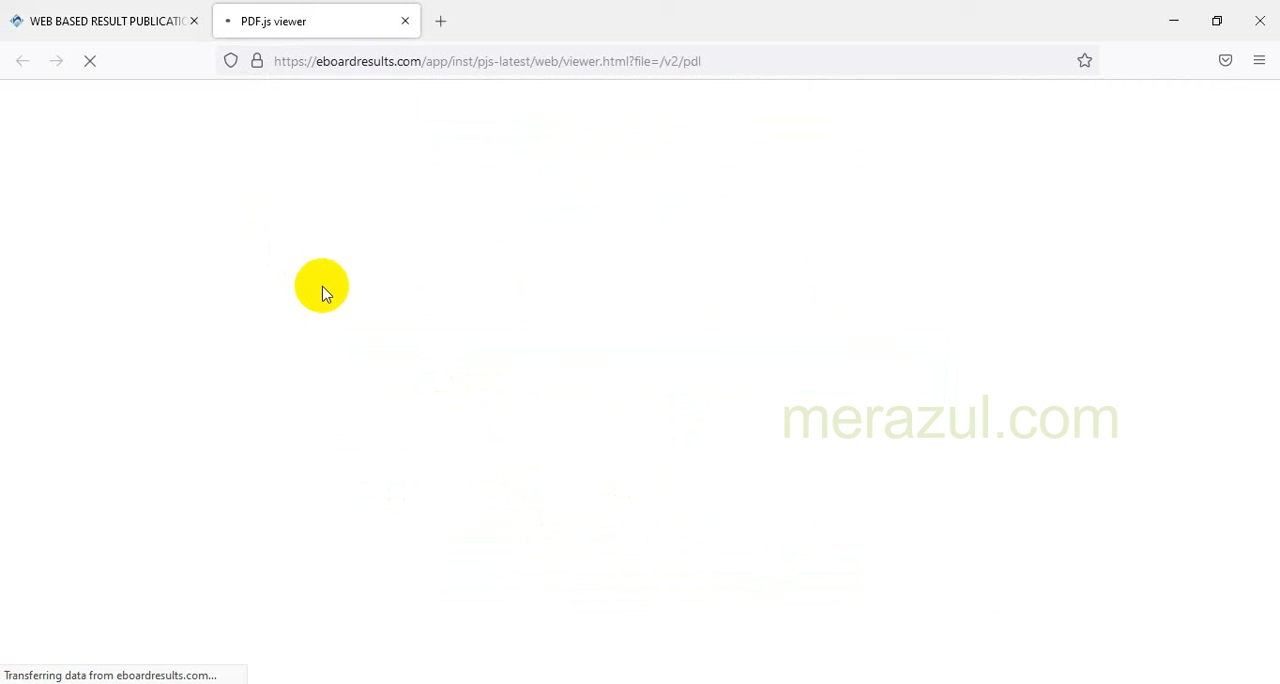 WEB BASED RESULT PUBLICATIO
PDF.js viewer
https://eboardresults.com/app/inst/pjs-latest/web/viewer.html?file=/v2/pdl
merazul.com
Transferring data from eboardresults.com...